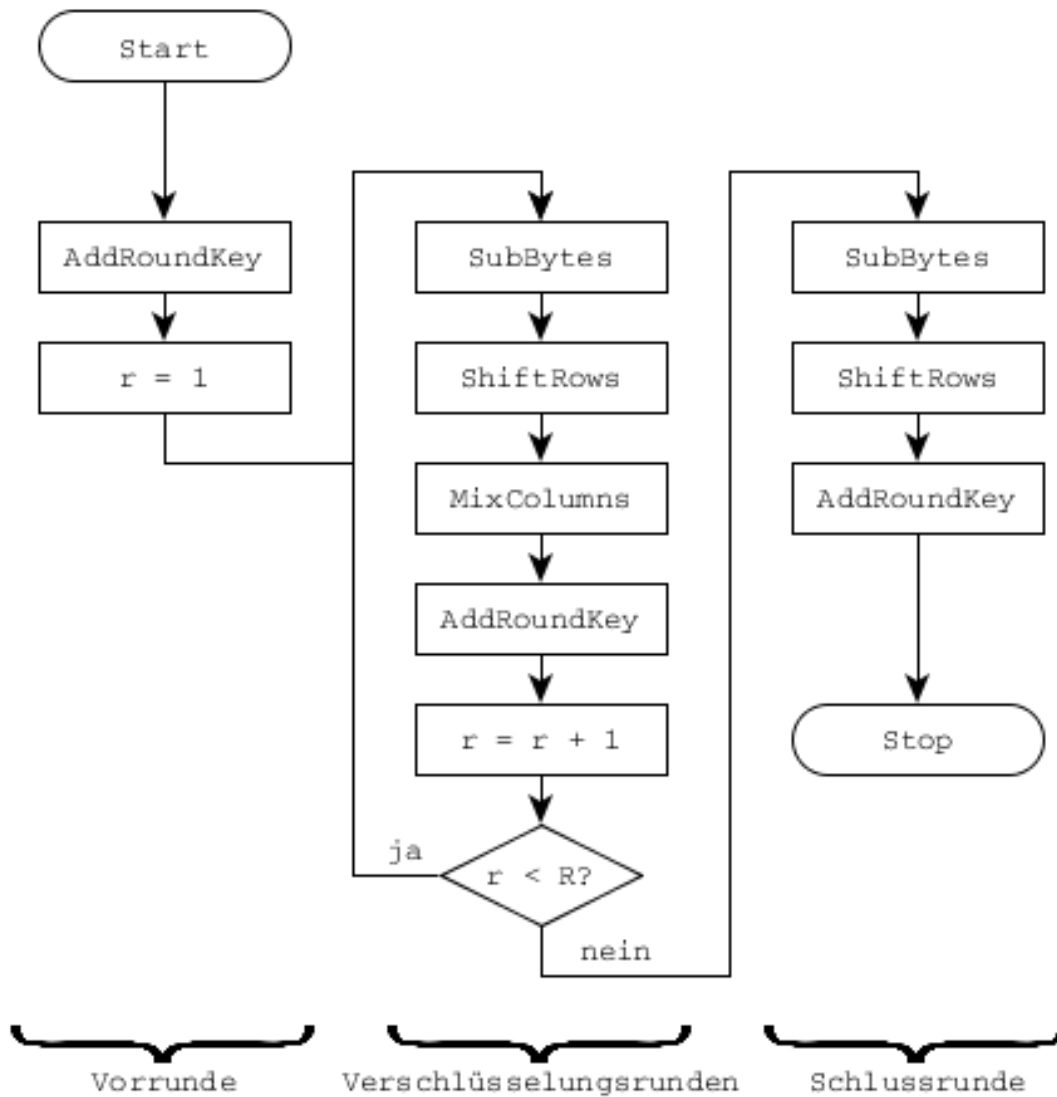 Start
AddRoundKey
r = 1
SubBytes
ShiftRows
MixColumns
AddRoundKey
r = r + 1
r < R?
ja
nein
SubBytes
ShiftRows
AddRoundKey
Stop
Vorrunde
Verschlüsselungsrunden
Schlussrunde